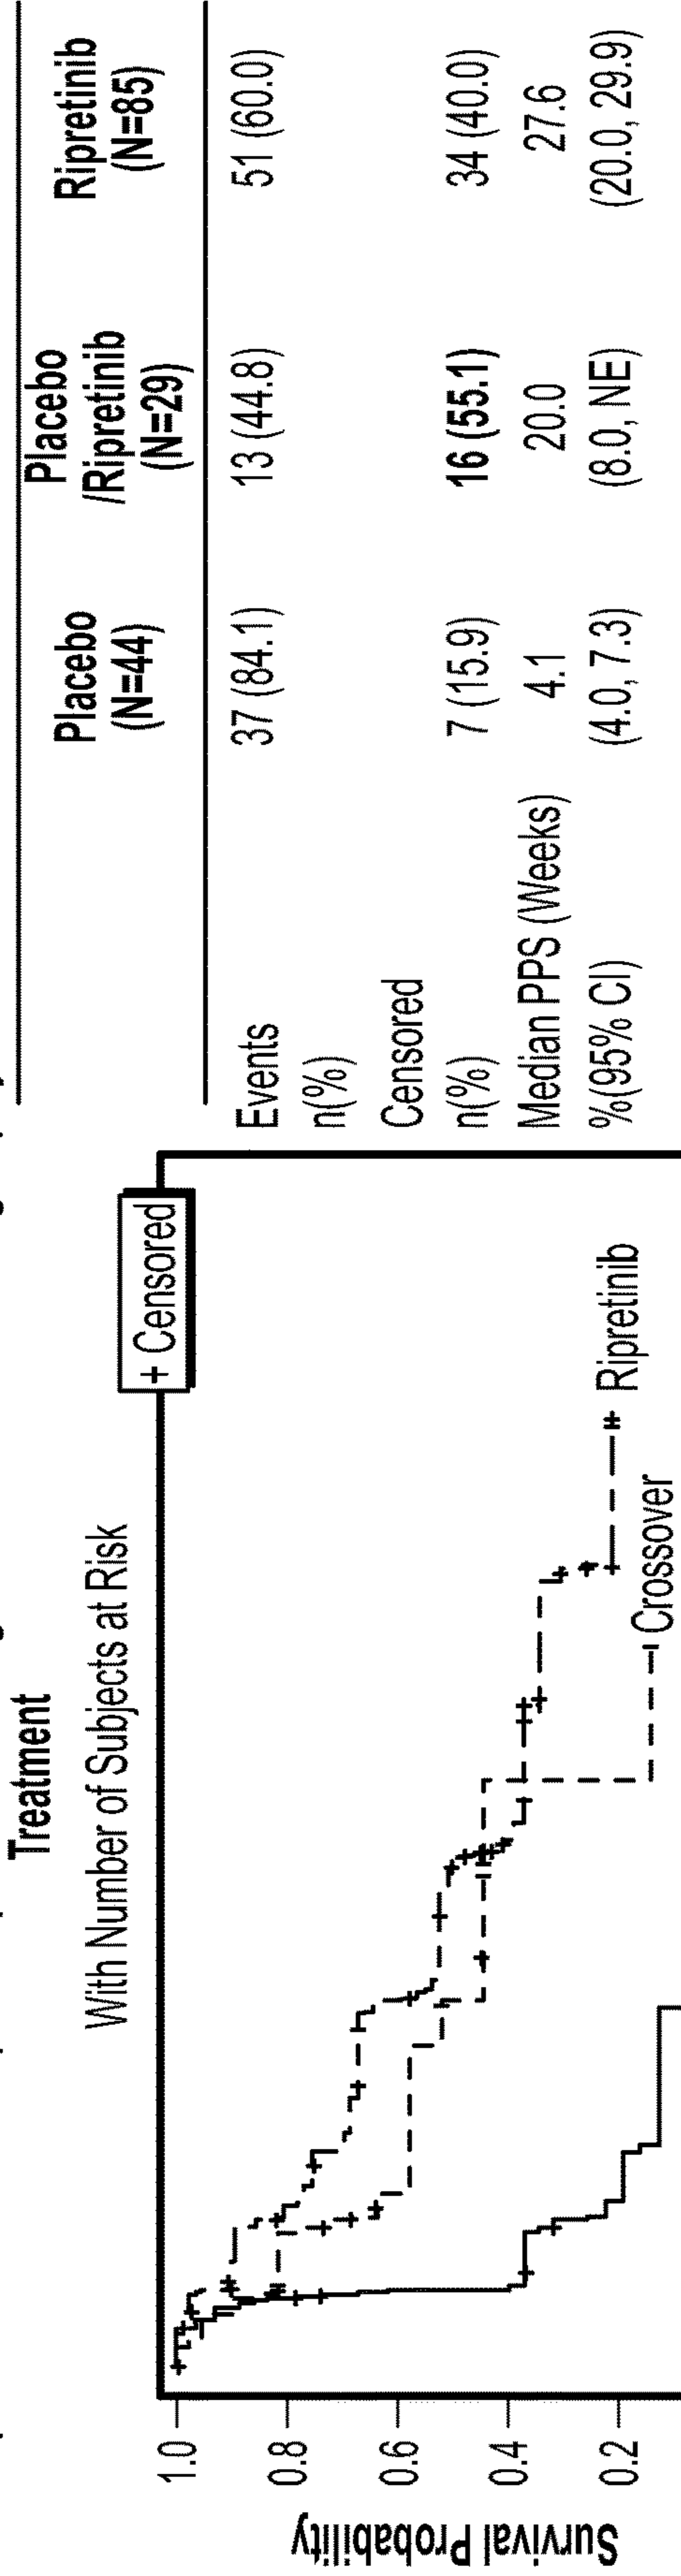 Treatment
With Number of Subjects at Risk
+ Censored
Survival Probability
1.0
0.8
0.6
0.4
0.2
Ripretinib
Crossover
Placebo
(N=44)
Placebo
/Ripretinib
(N=29)
Ripretinib
(N=85)
Events
n(%)
37 (84.1)
13 (44.8)
51 (60.0)
Censored
n(%)
7 (15.9)
16 (55.1)
34 (40.0)
Median PPS (Weeks)
4.1
20.0
27.6
%(95% CI)
(4.0, 7.3)
(8.0, NE)
(20.0, 29.9)